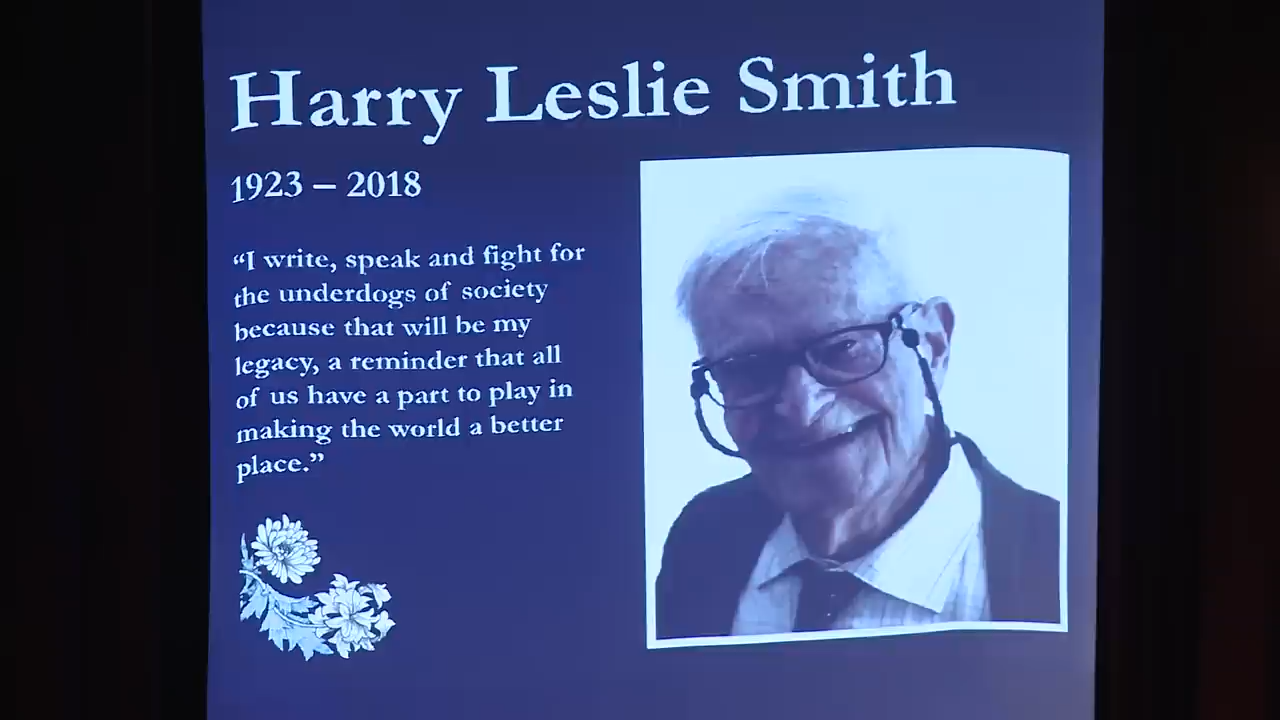 Harry Leslie Smith
1923 – 2018
“I write, speak and fight for
the underdogs of society
because that will be my
legacy, a reminder that all
of us have a part to play in
making the world a better
place.”